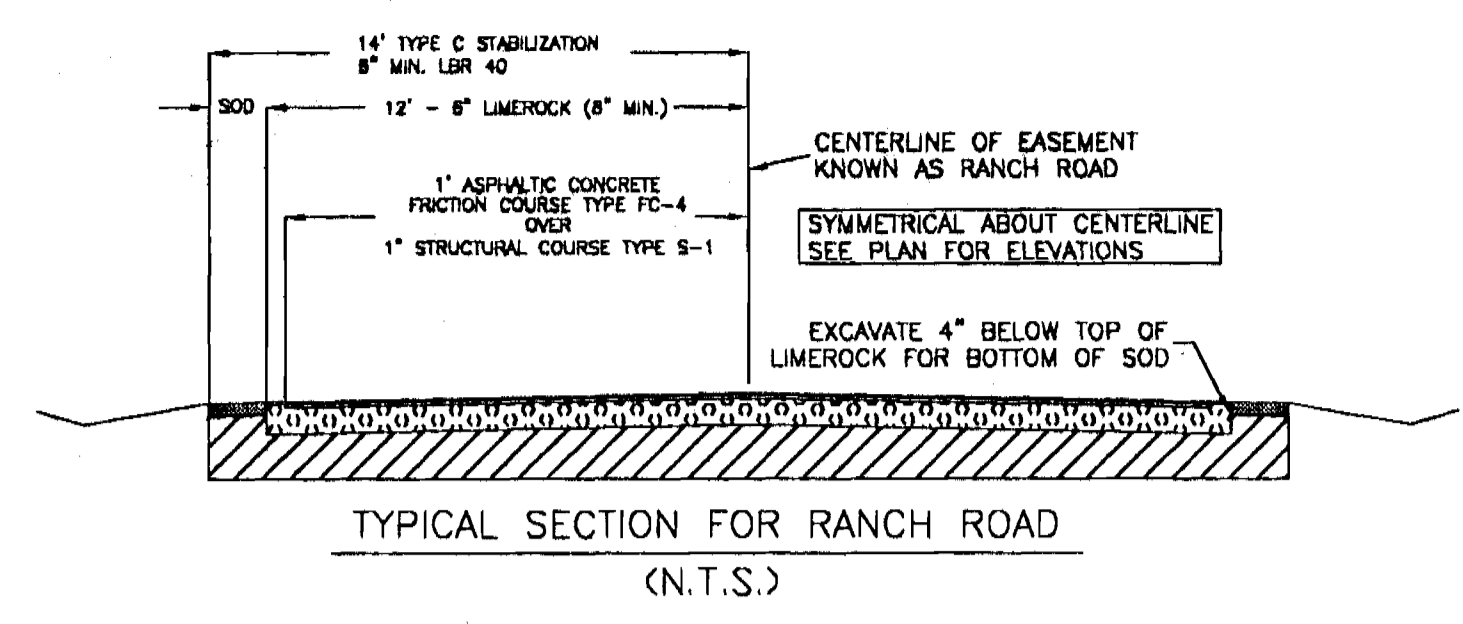 14' TYPE C STABILIZATION
8" MIN. LBR 40
SOD
12' - 6" LIMEROCK (8" MIN.)
CENTERLINE OF EASEMENT
KNOWN AS RANCH ROAD
1" ASPHALTIC CONCRETE
FRICTION COURSE TYPE FC-4
OVER
1" STRUCTURAL COURSE TYPE S-1
SYMMETRICAL ABOUT CENTERLINE
SEE PLAN FOR ELEVATIONS
EXCAVATE 4" BELOW TOP OF
LIMEROCK FOR BOTTOM OF SOD
TYPICAL SECTION FOR RANCH ROAD
(N.T.S.)